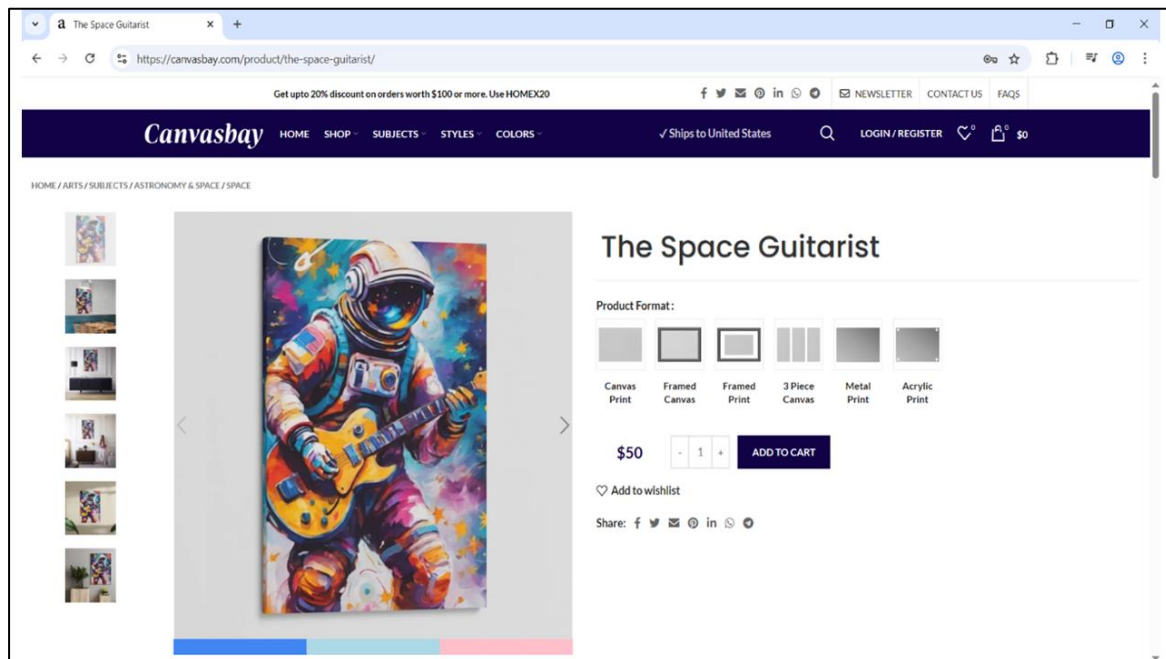 a The Space Guitarist
https://canvasbay.com/product/the-space-guitarist/
Get upto 20% discount on orders worth $100 or more. Use HOMEX20
NEWSLETTER CONTACT US FAQS
Canvasbay HOME SHOP SUBJECTS STYLES COLORS ✓ Ships to United States LOGIN / REGISTER 0 0 $0
HOME / ARTS / SUBJECTS / ASTRONOMY & SPACE / SPACE
The Space Guitarist
Product Format :
Canvas Print
Framed Canvas
Framed Print
3 Piece Canvas
Metal Print
Acrylic Print
$50 - 1 + ADD TO CART
Add to wishlist
Share: